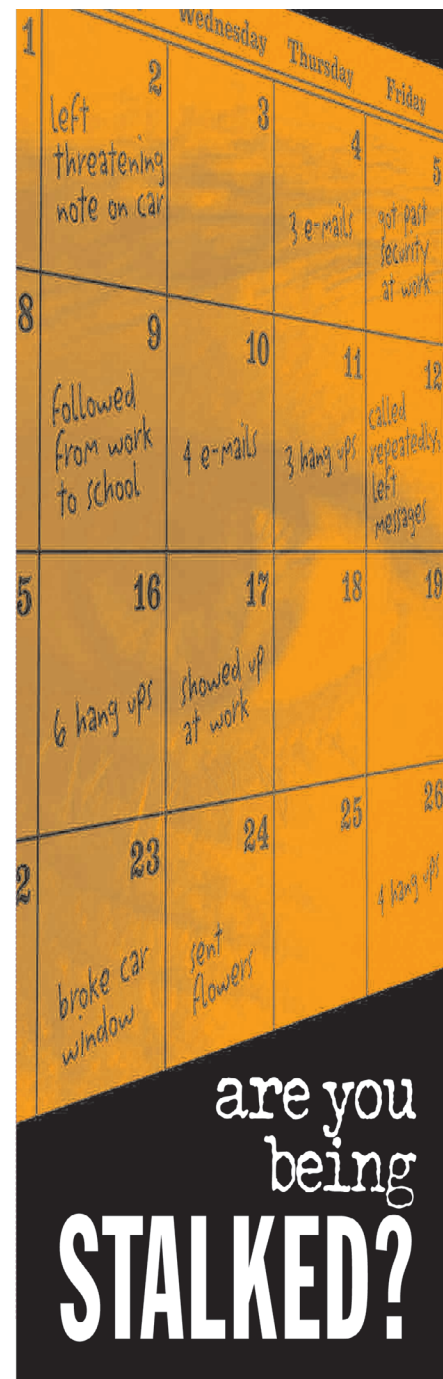 Wednesday Thursday Friday
1 2 3 4 5
left
threatening
note on car
3 e-mails
got past
security
at work
8 9 10 11 12
followed
from work
to school
4 e-mails
3 hang ups
called
repeatedly,
left
messages
5 16 17 18 19
6 hang ups
showed up
at work
2 23 24 25 26
broke car
window
sent
flowers
4 hang ups
are you
being
STALKED?